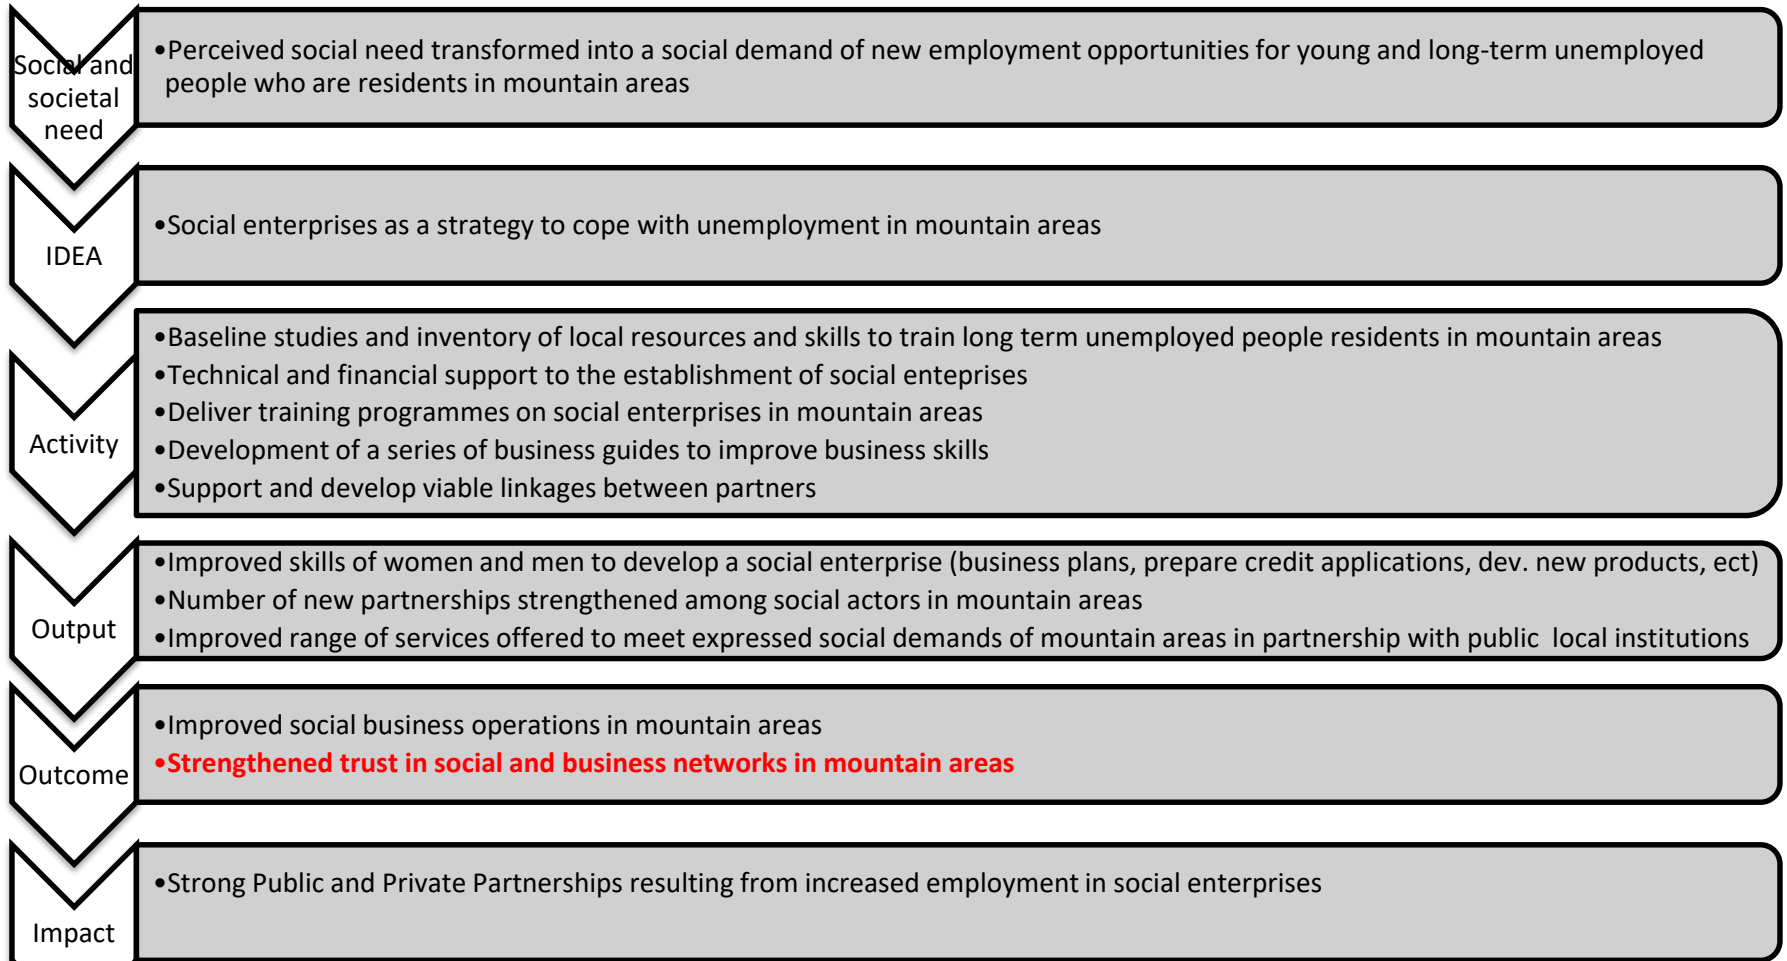 Social and
societal
need
•Perceived social need transformed into a social demand of new employment opportunities for young and long-term unemployed
people who are residents in mountain areas
IDEA
•Social enterprises as a strategy to cope with unemployment in mountain areas
Activity
•Baseline studies and inventory of local resources and skills to train long term unemployed people residents in mountain areas
•Technical and financial support to the establishment of social enteprises
•Deliver training programmes on social enterprises in mountain areas
•Development of a series of business guides to improve business skills
•Support and develop viable linkages between partners
Output
•Improved skills of women and men to develop a social enterprise (business plans, prepare credit applications, dev. new products, ect)
•Number of new partnerships strengthened among social actors in mountain areas
•Improved range of services offered to meet expressed social demands of mountain areas in partnership with public  local institutions
Outcome
•Improved social business operations in mountain areas
•Strengthened trust in social and business networks in mountain areas
Impact
•Strong Public and Private Partnerships resulting from increased employment in social enterprises